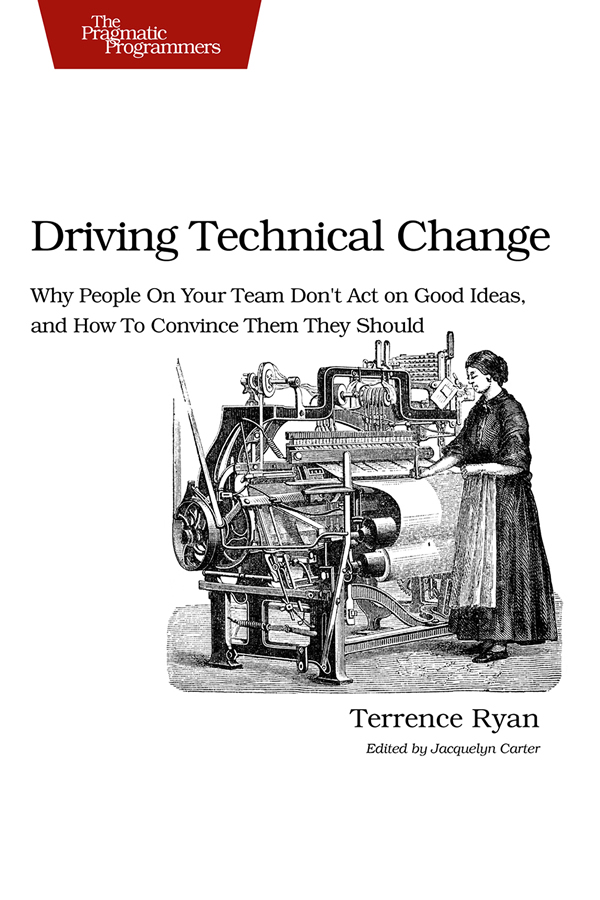 The
Pragmatic
Programmers
Driving Technical Change
Why People On Your Team Don't Act on Good Ideas,
and How To Convince Them They Should
Terrence Ryan
Edited by Jacquelyn Carter